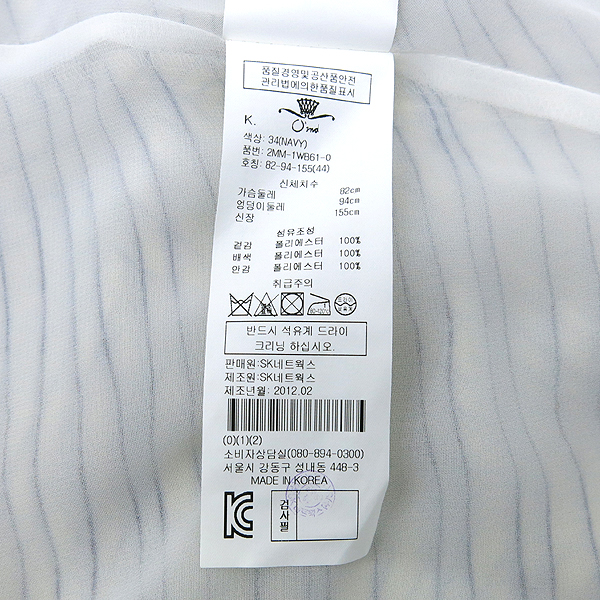 품질경영및공산품안전
관리법에의한품질표시
K.
O'2nd
색상: 34(NAVY)
품번: 2MM-1WB61-0
호칭: 82-94-155(44)
신체치수
가슴둘레 82cm
엉덩이둘레 94cm
신장 155cm
섬유조성
겉감 폴리에스터 100%
배색 폴리에스터 100%
안감 폴리에스터 100%
취급주의
80-120℃
반드시 석유계 드라이
크리닝 하십시오.
판매원:SK네트웍스
제조원:SK네트웍스
제조년월: 2012.02
(0)(1)(2)
소비자상담실(080-894-0300)
서울시 강동구 성내동 448-3
MADE IN KOREA
검사필